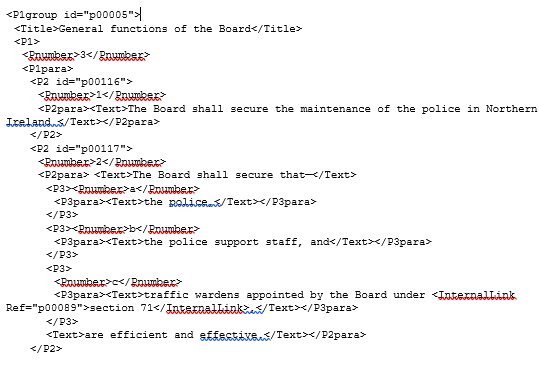 <P1group id="p00005">
<Title>General functions of the Board</Title>
<P1>
<Pnumber>3</Pnumber>
<P1para>
<P2 id="p00116">
<Pnumber>1</Pnumber>
<P2para><Text>The Board shall secure the maintenance of the police in Northern
Ireland.</Text></P2para>
</P2>
<P2 id="p00117">
<Pnumber>2</Pnumber>
<P2para> <Text>The Board shall secure that—</Text>
<P3><Pnumber>a</Pnumber>
<P3para><Text>the police,</Text></P3para>
</P3>
<P3><Pnumber>b</Pnumber>
<P3para><Text>the police support staff, and</Text></P3para>
</P3>
<P3>
<Pnumber>c</Pnumber>
<P3para><Text>traffic wardens appointed by the Board under <InternalLink
Ref="p00089">section 71</InternalLink>,</Text></P3para>
</P3>
<Text>are efficient and effective.</Text></P2para>
</P2>